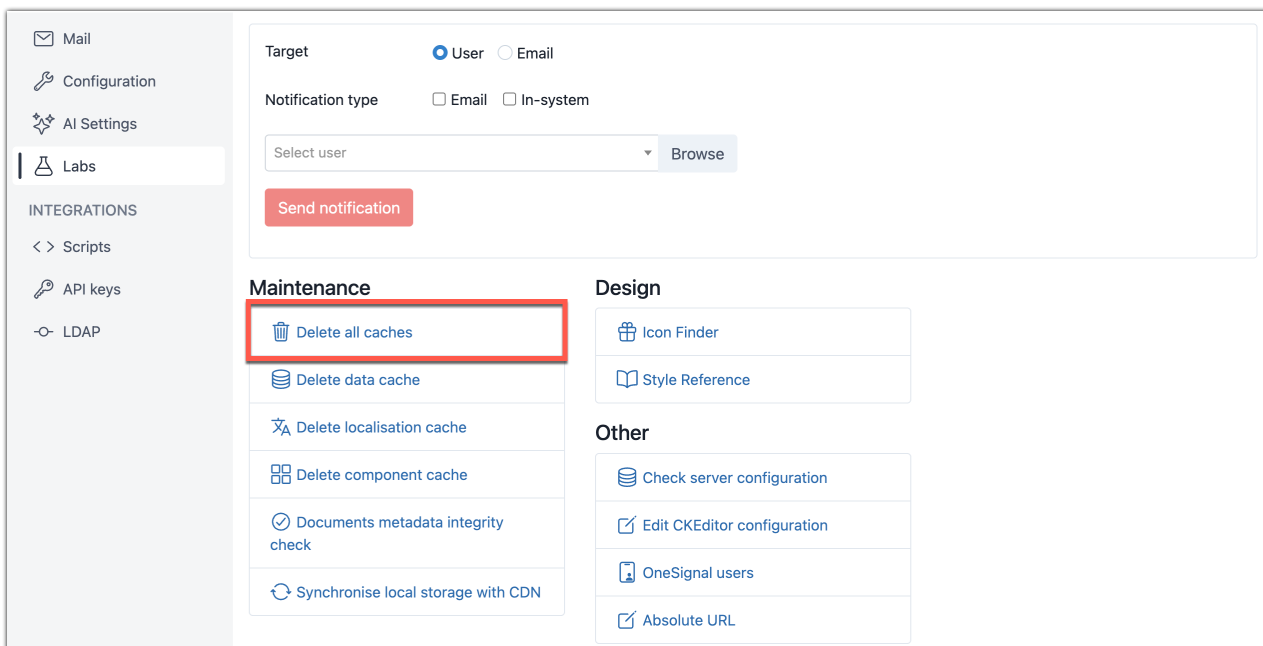 Mail
Configuration
AI Settings
Labs
INTEGRATIONS
Scripts
API keys
LDAP
Target
User
Email
Notification type
Email
In-system
Select user
Browse
Send notification
Maintenance
Delete all caches
Delete data cache
Delete localisation cache
Delete component cache
Documents metadata integrity
check
Synchronise local storage with CDN
Design
Icon Finder
Style Reference
Other
Check server configuration
Edit CKEditor configuration
OneSignal users
Absolute URL